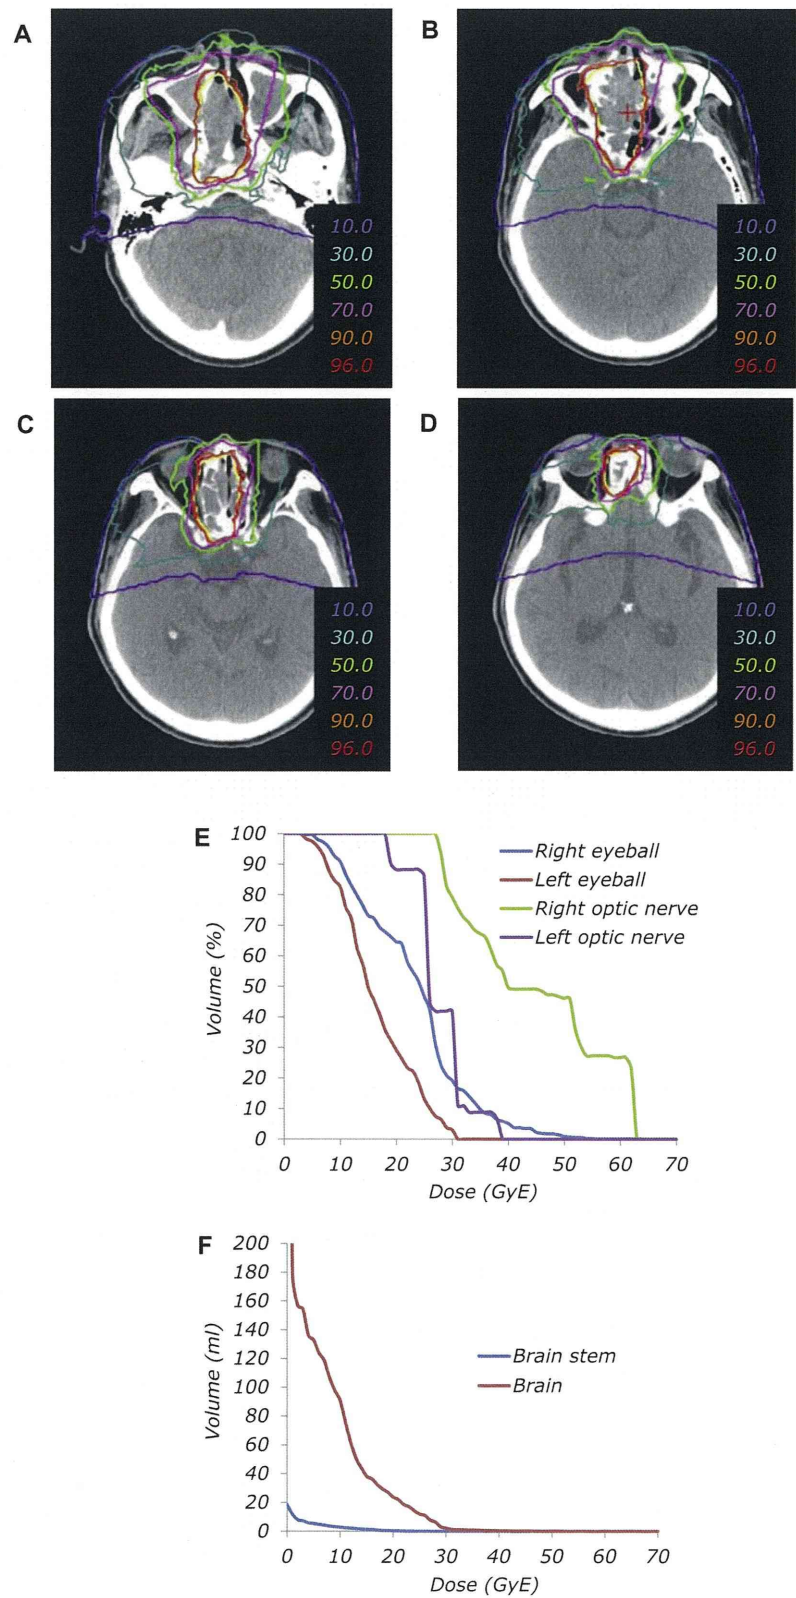 A
10.0
30.0
50.0
70.0
90.0
96.0
B
10.0
30.0
50.0
70.0
90.0
96.0
C
10.0
30.0
50.0
70.0
90.0
96.0
D
10.0
30.0
50.0
70.0
90.0
96.0
E
100
90
80
70
60
50
40
30
20
10
0
Volume (%)
Right eyeball
Left eyeball
Right optic nerve
Left optic nerve
0 10 20 30 40 50 60 70
Dose (GyE)
F
200
180
160
140
120
100
80
60
40
20
0
Volume (ml)
Brain stem
Brain
0 10 20 30 40 50 60 70
Dose (GyE)